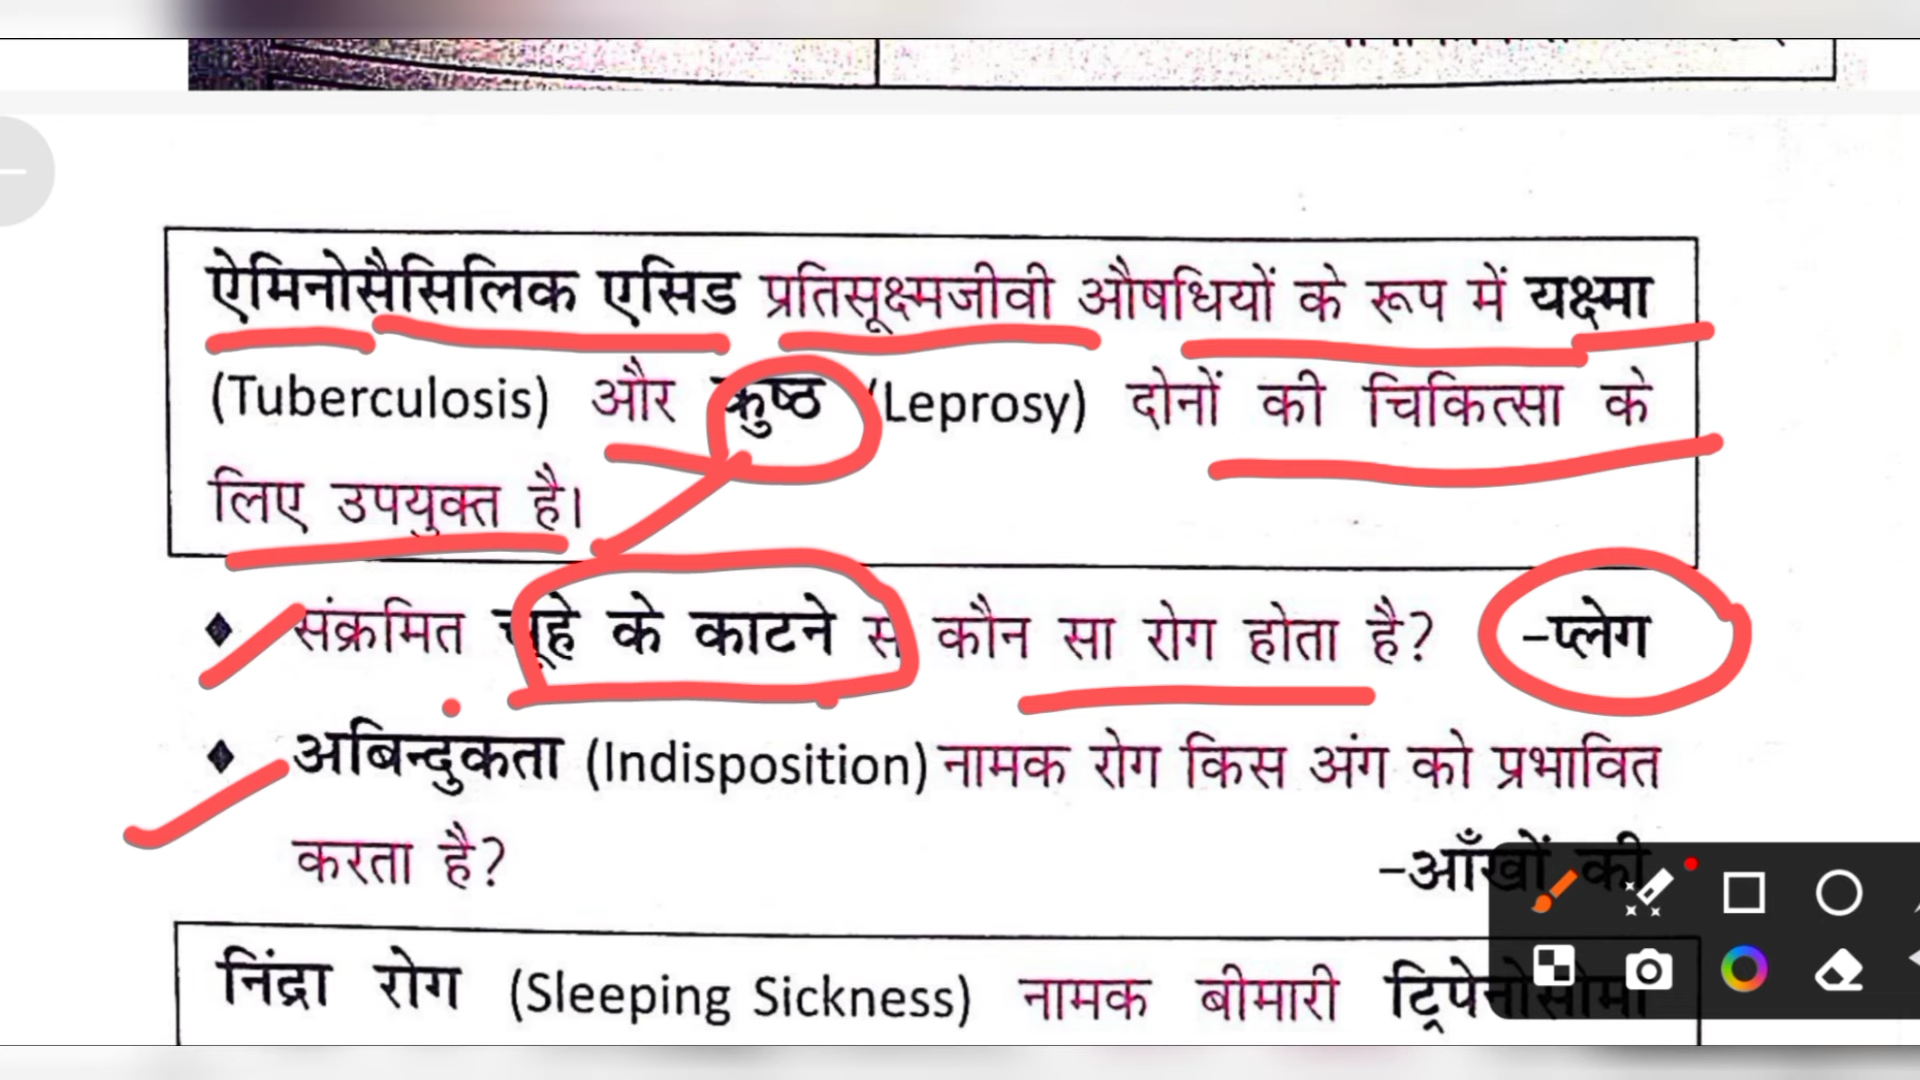 ऐमिनोसैसिलिक एसिड प्रतिसूक्ष्मजीवी औषधियों के रूप में यक्ष्मा
(Tuberculosis) और कुष्ठ (Leprosy) दोनों की चिकित्सा के
लिए उपयुक्त है।
♦ संक्रमित चूहे के काटने से कौन सा रोग होता है? –प्लेग
♦ अबिन्दुकता (Indisposition) नामक रोग किस अंग को प्रभावित
करता है? –आँखों की
निंद्रा रोग (Sleeping Sickness) नामक बीमारी ट्रिपेनोसोमा